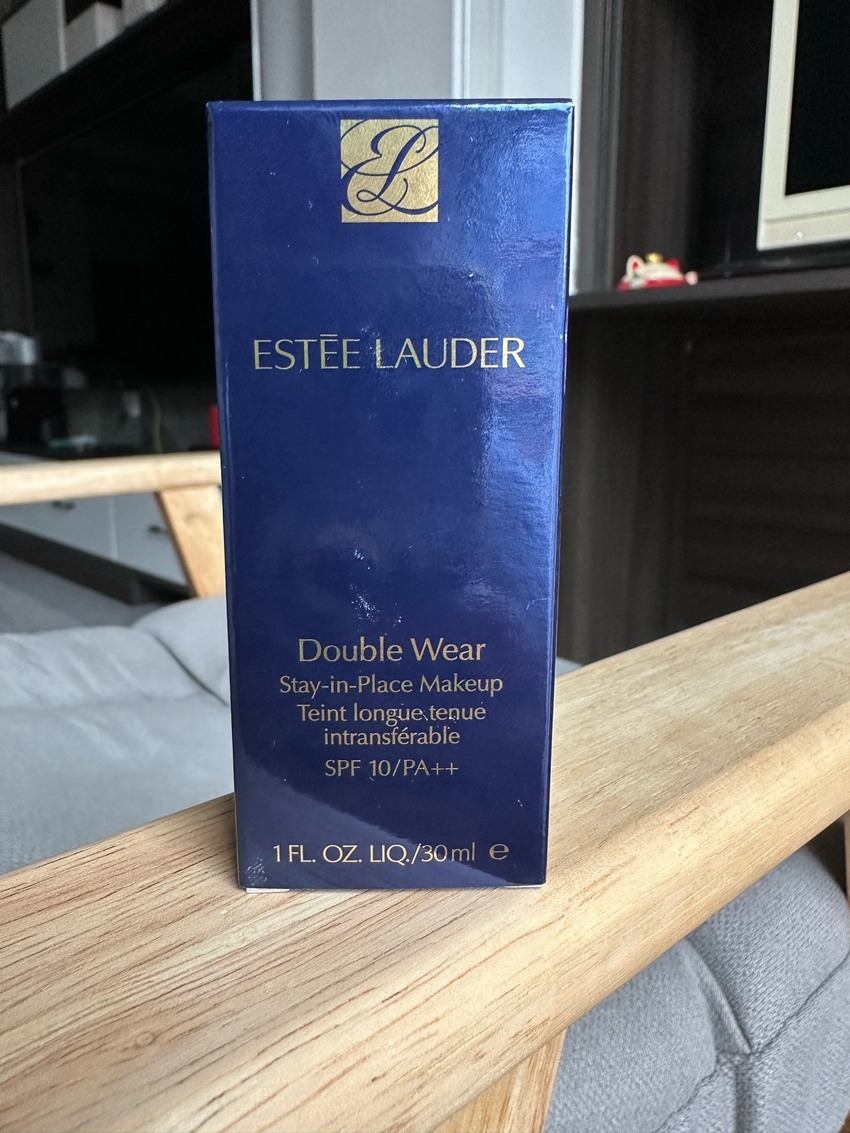 EL
ESTĒE LAUDER
Double Wear
Stay-in-Place Makeup
Teint longue tenue
intransférable
SPF 10/PA++
1 FL. OZ. LIQ./30 ml ℮